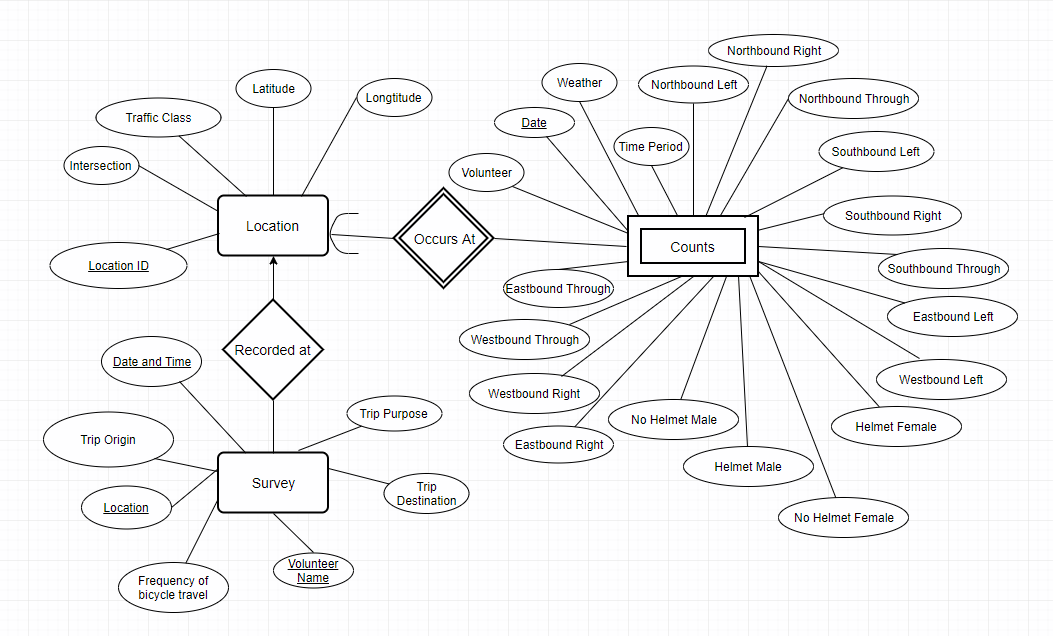 Northbound Right
Latitude
Weather
Northbound Left
Longtitude
Northbound Through
Traffic Class
Date
Time Period
Southbound Left
Intersection
Volunteer
Southbound Right
Location
Occurs At
Counts
Location ID
Southbound Through
Eastbound Through
Eastbound Left
Westbound Through
Recorded at
Date and Time
Westbound Left
Westbound Right
Trip Purpose
No Helmet Male
Helmet Female
Trip Origin
Eastbound Right
Helmet Male
Survey
Trip
Destination
Location
No Helmet Female
Volunteer
Name
Frequency of
bicycle travel